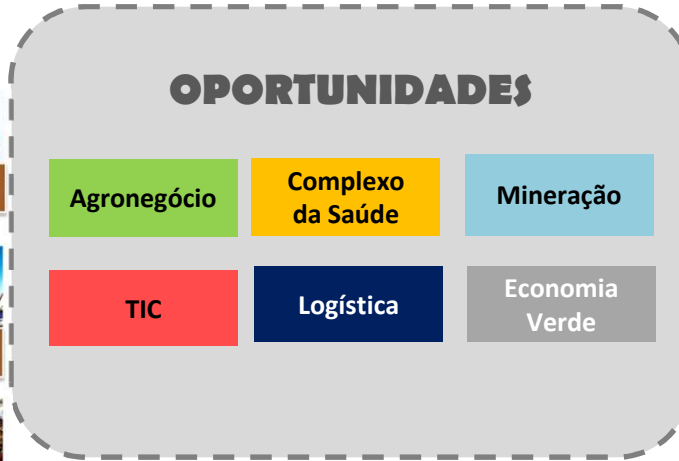 OPORTUNIDADES
Agronegócio
Complexo
da Saúde
Mineração
TIC
Logística
Economia
Verde